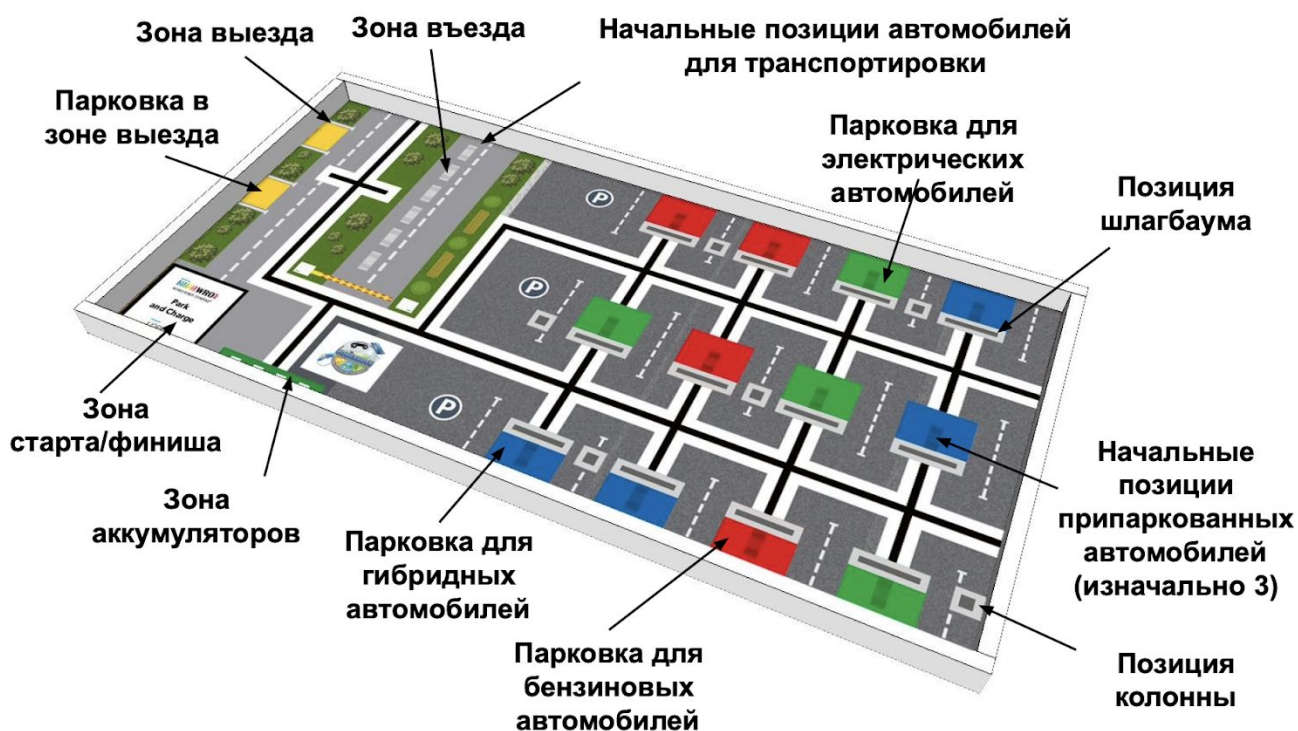 Зона выезда
Зона въезда
Начальные позиции автомобилей
для транспортировки
Парковка в
зоне выезда
Парковка для
электрических
автомобилей
Позиция
шлагбаума
P
P
P
Park
and Charge
Зона
старта/финиша
Зона
аккумуляторов
Парковка для
гибридных
автомобилей
Парковка для
бензиновых
автомобилей
Начальные
позиции
припаркованных
автомобилей
(изначально 3)
Позиция
колонны